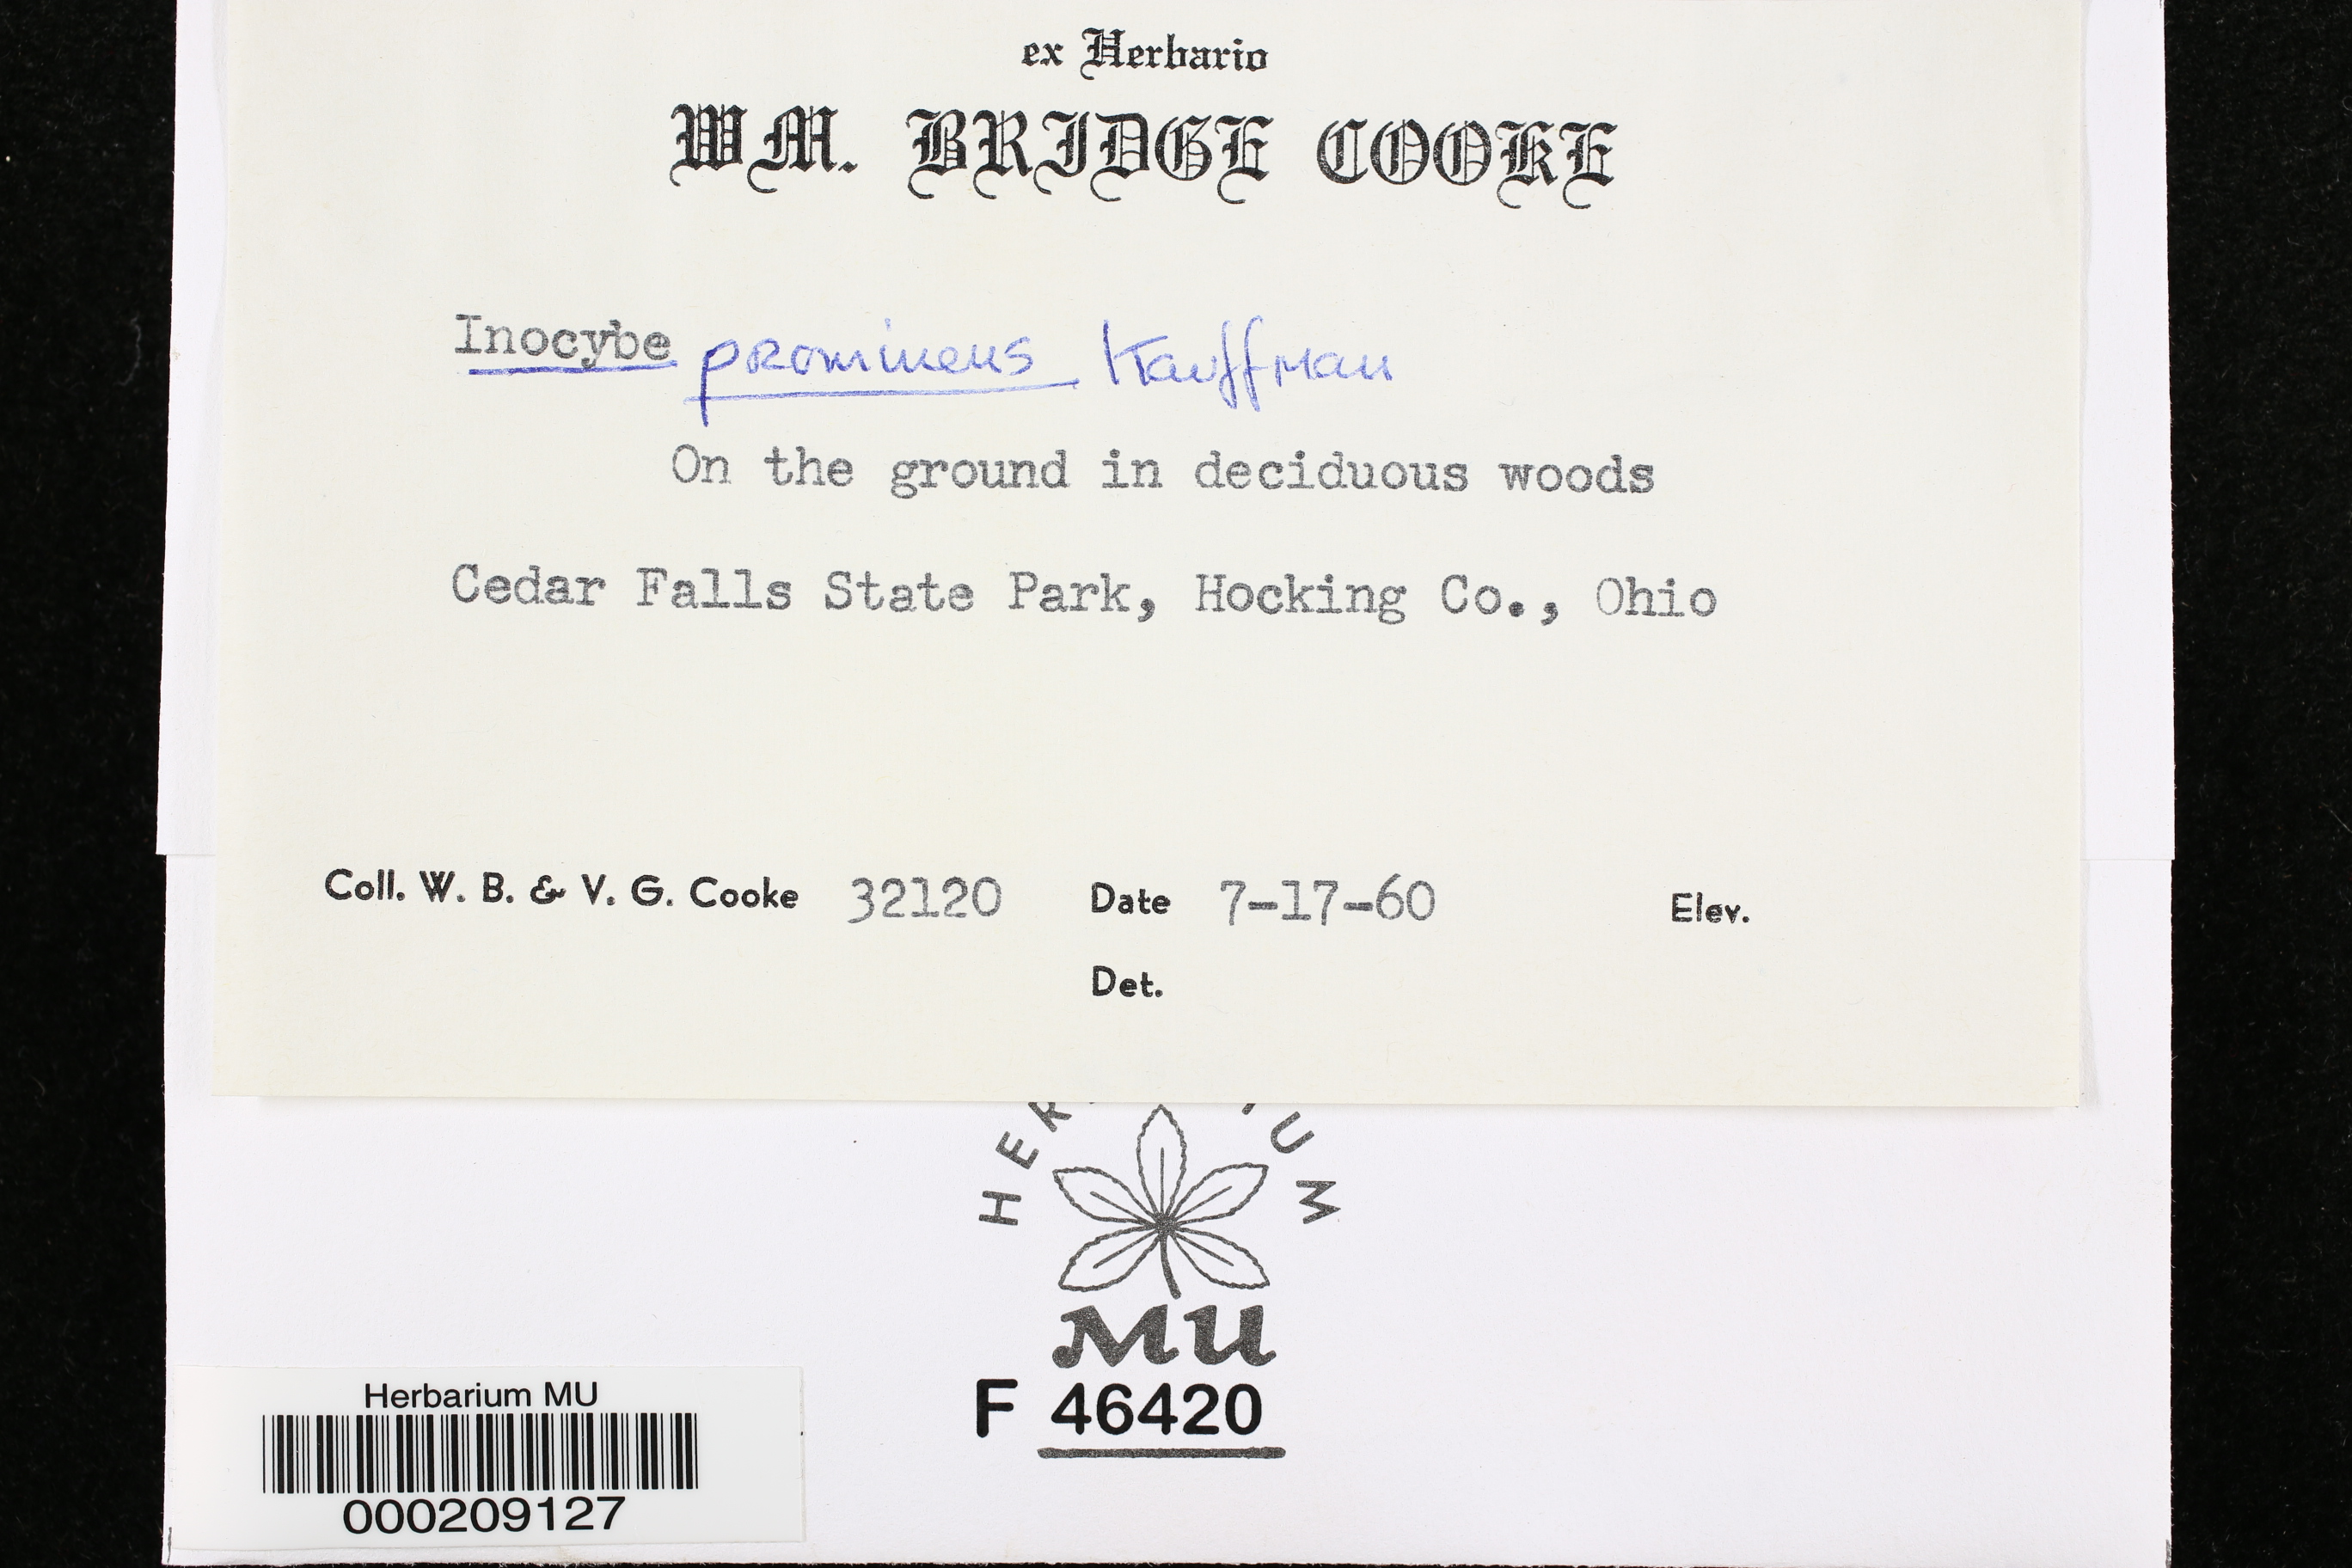 ex Herbario
WM. BRIDGE COOKE
Inocybe prominens Kauffman
On the ground in deciduous woods
Cedar Falls State Park, Hocking Co., Ohio
Coll. W. B. & V. G. Cooke 32120 Date 7-17-60 Elev.
Det.
MU
F 46420
Herbarium MU
000209127